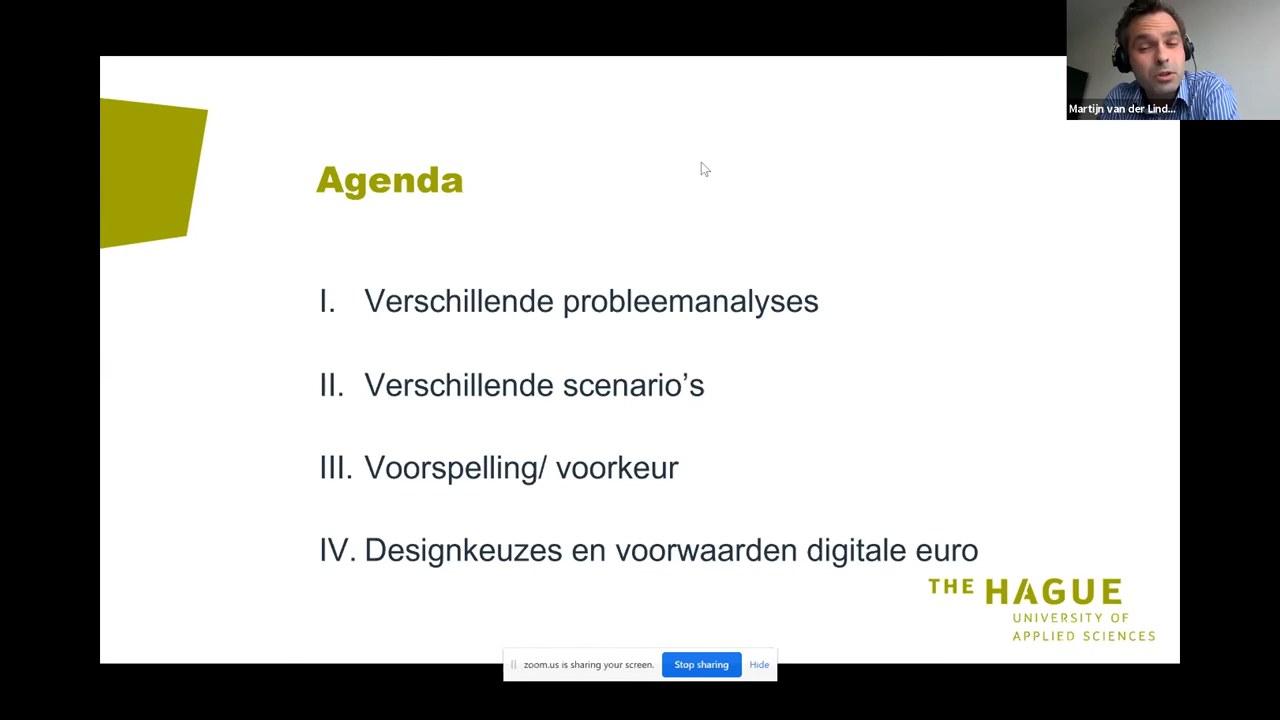 Martijn van der Lind...
Agenda
I. Verschillende probleemanalyses
II. Verschillende scenario’s
III. Voorspelling/ voorkeur
IV. Designkeuzes en voorwaarden digitale euro
THE HAGUE
UNIVERSITY OF
APPLIED SCIENCES
zoom.us is sharing your screen. Stop sharing Hide